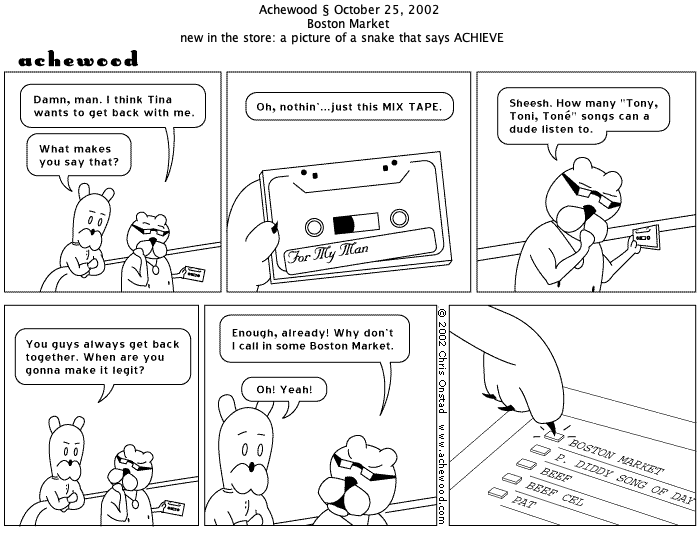 Achewood § October 25, 2002
Boston Market
new in the store: a picture of a snake that says ACHIEVE
achewood
Damn, man. I think Tina
wants to get back with me.
What makes
you say that?
Oh, nothin'...just this MIX TAPE.
For My Man
Sheesh. How many "Tony,
Toni, Toné" songs can a
dude listen to.
You guys always get back
together. When are you
gonna make it legit?
Enough, already! Why don't
I call in some Boston Market.
Oh! Yeah!
© 2002 Chris Onstad www.achewood.com
BOSTON MARKET
P. DIDDY SONG OF DAY
BEEF
BEEF CEL
PAT